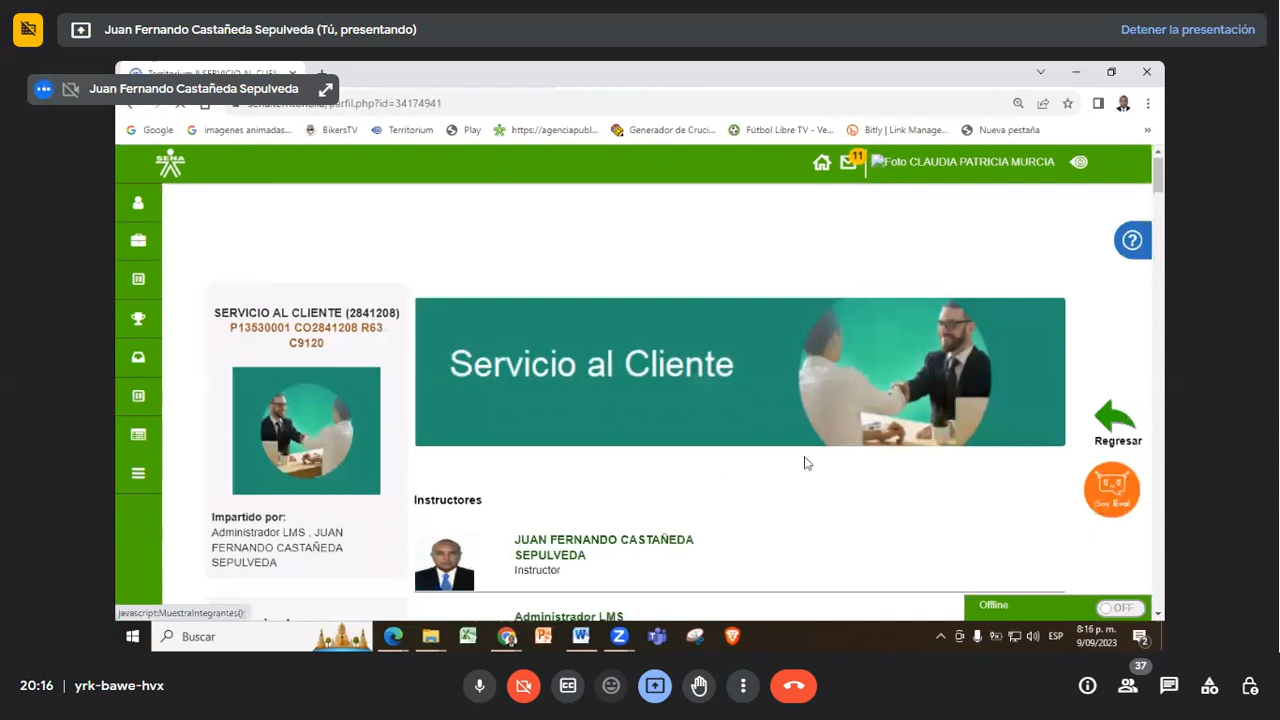 Juan Fernando Castañeda Sepulveda (Tú, presentando)
Detener la presentación
Juan Fernando Castañeda Sepulveda
/perfil.php?id=34174941
Google
imagenes animadas...
BikersTV
Territorium
Play
https://agenciapubl...
Generador de Cruci...
Fútbol Libre TV - Ve...
Bitly | Link Manage...
Nueva pestaña
»
SENA
11
Foto CLAUDIA PATRICIA MURCIA
SERVICIO AL CLIENTE (2841208)
P13530001 CO2841208 R63
C9120
Servicio al Cliente
Regresar
¡Soy Eva!
Impartido por:
Administrador LMS , JUAN
FERNANDO CASTAÑEDA
SEPULVEDA
Instructores
JUAN FERNANDO CASTAÑEDA
SEPULVEDA
Instructor
Administrador LMS
javascript:MuestraIntegrantes();
Offline
OFF
Buscar
ESP
8:16 p. m.
9/09/2023
2
20:16 | yrk-bawe-hvx
37